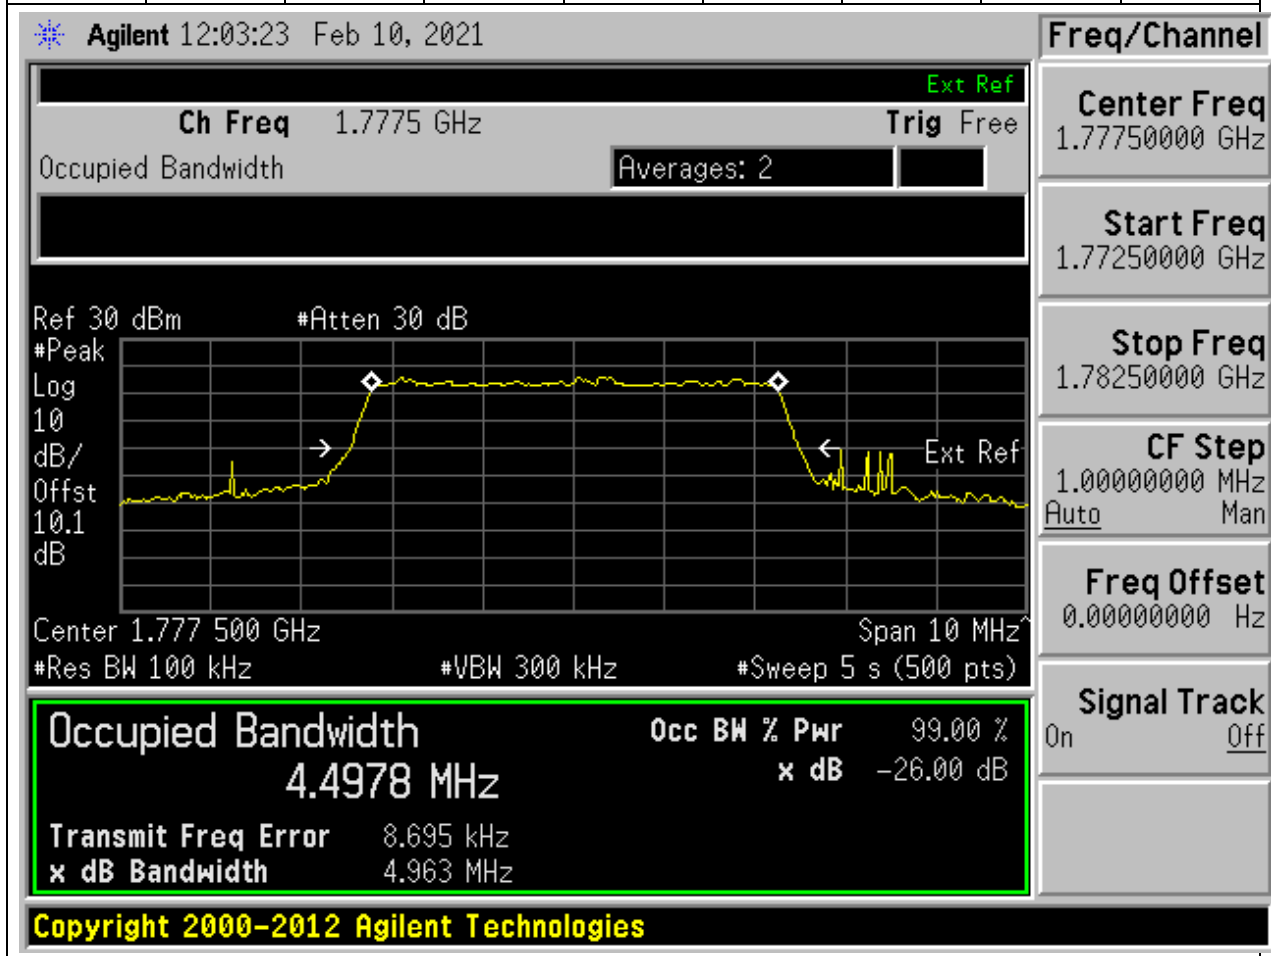 Agilent 12:03:23 Feb 10, 2021
Freq/Channel
Ext Ref
Ch Freq 1.7775 GHz Trig Free
Occupied Bandwidth Averages: 2
Ref 30 dBm #Atten 30 dB
#Peak
Log
10
dB/
Offst
10.1
dB
Ext Ref
Center 1.777 500 GHz Span 10 MHz^
#Res BW 100 kHz #VBW 300 kHz #Sweep 5 s (500 pts)
Occupied Bandwidth
4.4978 MHz
Occ BW % Pwr 99.00 %
x dB -26.00 dB
Transmit Freq Error 8.695 kHz
x dB Bandwidth 4.963 MHz
Copyright 2000-2012 Agilent Technologies
Center Freq
1.77750000 GHz
Start Freq
1.77250000 GHz
Stop Freq
1.78250000 GHz
CF Step
1.00000000 MHz
Auto Man
Freq Offset
0.00000000 Hz
Signal Track
On Off